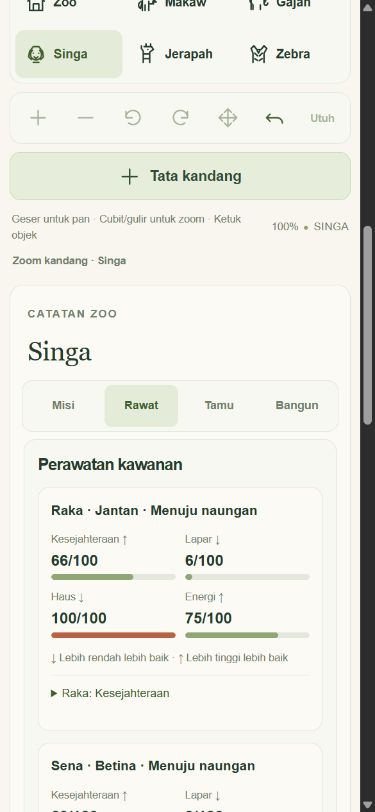 Zoo Makaw Gajah
Singa Jerapah Zebra
Utuh
Tata kandang
Geser untuk pan · Cubit/gulir untuk zoom · Ketuk
objek
100% • SINGA
Zoom kandang · Singa
CATATAN ZOO
Singa
Misi Rawat Tamu Bangun
Perawatan kawanan
Raka · Jantan · Menuju naungan
Kesejahteraan ↑ Lapar ↓
66/100 6/100
Haus ↓ Energi ↑
100/100 75/100
↓ Lebih rendah lebih baik · ↑ Lebih tinggi lebih baik
▶ Raka: Kesejahteraan
Sena · Betina · Menuju naungan
Kesejahteraan ↑ Lapar ↓